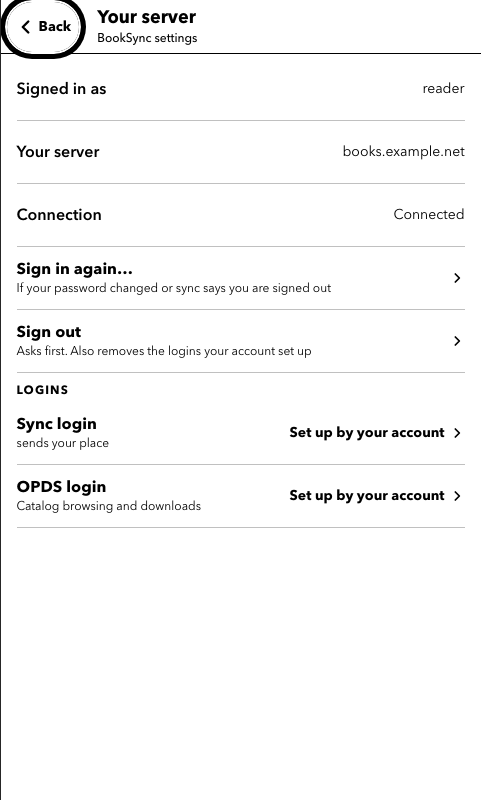 Back
Your server
BookSync settings
Signed in as
reader
Your server
books.example.net
Connection
Connected
Sign in again...
If your password changed or sync says you are signed out
Sign out
Asks first. Also removes the logins your account set up
LOGINS
Sync login
sends your place
Set up by your account
OPDS login
Catalog browsing and downloads
Set up by your account